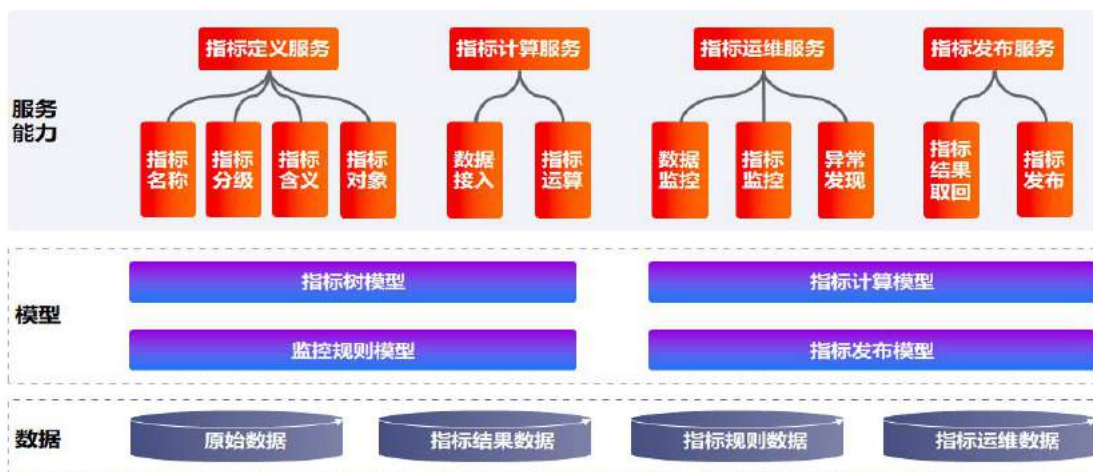 指标定义服务
指标计算服务
指标运维服务
指标发布服务
服务
能力
指标
名称
指标
分级
指标
含义
指标
对象
数据
接入
指标
运算
数据
监控
指标
监控
异常
发现
指标
结果
取回
指标
发布
模型
指标树模型
指标计算模型
监控规则模型
指标发布模型
数据
原始数据
指标结果数据
指标规则数据
指标运维数据